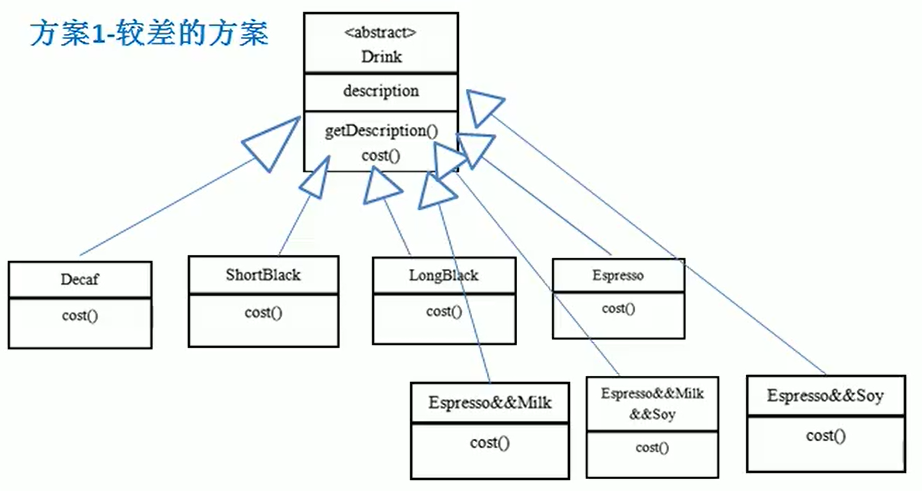 方案1-较差的方案
<abstract>
Drink
description
getDescription()
cost()
Decaf
cost()
ShortBlack
cost()
LongBlack
cost()
Espresso
cost()
Espresso&&Milk
cost()
Espresso&&Milk
&&Soy
cost()
Espresso&&Soy
cost()